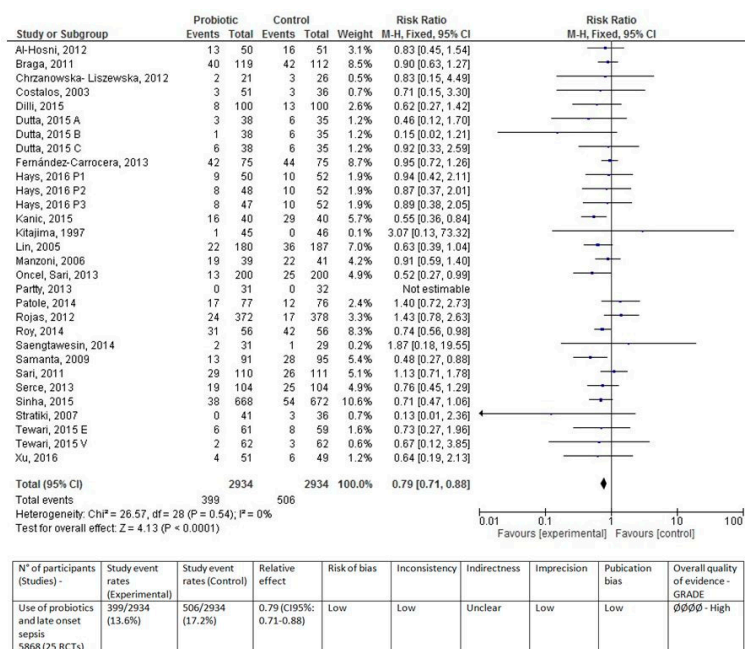 Probiotic Control Risk Ratio Risk Ratio
Study or Subgroup Events Total Events Total Weight M-H, Fixed, 95% CI M-H, Fixed, 95% CI
Al-Hosni, 2012 13 50 16 51 3.1% 0.83 [0.45, 1.54]
Braga, 2011 40 119 42 112 8.5% 0.90 [0.63, 1.27]
Chrzanowska- Liszewska, 2012 2 21 3 26 0.5% 0.83 [0.15, 4.49]
Costalos, 2003 3 51 3 36 0.7% 0.71 [0.15, 3.30]
Dilli, 2015 8 100 13 100 2.5% 0.62 [0.27, 1.42]
Dutta, 2015 A 3 38 6 35 1.2% 0.46 [0.12, 1.70]
Dutta, 2015 B 1 38 6 35 1.2% 0.15 [0.02, 1.21]
Dutta, 2015 C 6 38 6 35 1.2% 0.92 [0.33, 2.59]
Fernández-Carrocera, 2013 42 75 44 75 8.6% 0.95 [0.72, 1.26]
Hays, 2016 P1 9 50 10 52 1.9% 0.94 [0.42, 2.11]
Hays, 2016 P2 8 48 10 52 1.9% 0.87 [0.37, 2.01]
Hays, 2016 P3 8 47 10 52 1.9% 0.89 [0.38, 2.05]
Kanic, 2015 16 40 29 40 5.7% 0.55 [0.36, 0.84]
Kitajima, 1997 1 45 0 46 0.1% 3.07 [0.13, 73.32]
Lin, 2005 22 180 36 187 6.9% 0.63 [0.39, 1.04]
Manzoni, 2006 19 39 22 41 4.2% 0.91 [0.59, 1.40]
Oncel, Sari, 2013 13 200 25 200 4.9% 0.52 [0.27, 0.99]
Partty, 2013 0 31 0 32 Not estimable
Patole, 2014 17 77 12 76 2.4% 1.40 [0.72, 2.73]
Rojas, 2012 24 372 17 378 3.3% 1.43 [0.78, 2.63]
Roy, 2014 31 56 42 56 8.2% 0.74 [0.56, 0.98]
Saengtawesin, 2014 2 31 1 29 0.2% 1.87 [0.18, 19.55]
Samanta, 2009 13 91 28 95 5.4% 0.48 [0.27, 0.88]
Sari, 2011 29 110 26 111 5.1% 1.13 [0.71, 1.78]
Serce, 2013 19 104 25 104 4.9% 0.76 [0.45, 1.29]
Sinha, 2015 38 668 54 672 10.6% 0.71 [0.47, 1.06]
Stratiki, 2007 0 41 3 36 0.7% 0.13 [0.01, 2.36]
Tewari, 2015 E 6 61 8 59 1.6% 0.73 [0.27, 1.96]
Tewari, 2015 V 2 62 3 62 0.6% 0.67 [0.12, 3.85]
Xu, 2016 4 51 6 49 1.2% 0.64 [0.19, 2.13]
Total (95% CI) 2934 2934 100.0% 0.79 [0.71, 0.88]
Total events 399 506
Heterogeneity: Chi² = 26.57, df = 28 (P = 0.54); I² = 0%
Test for overall effect: Z = 4.13 (P < 0.0001)
0.01 0.1 1 10 100
Favours [experimental] Favours [control]
N° of participants (Studies) - Study event rates (Experimental) Study event rates (Control) Relative effect Risk of bias Inconsistency Indirectness Imprecision Pubication bias Overall quality of evidence - GRADE
Use of probiotics and late onset sepsis 5868 (25 RCTs) 399/2934 (13.6%) 506/2934 (17.2%) 0.79 (CI95%: 0.71-0.88) Low Low Unclear Low Low ØØØØ - High